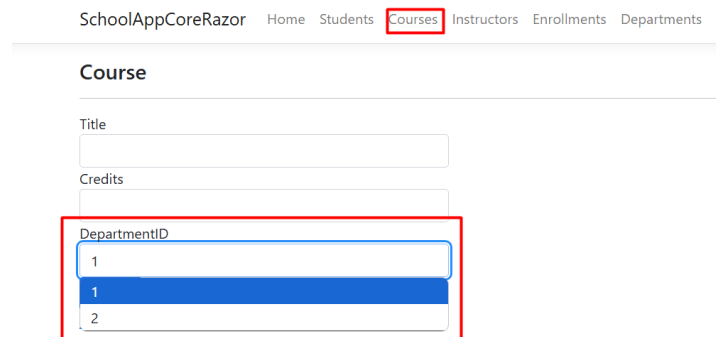 SchoolAppCoreRazor Home Students Courses Instructors Enrollments Departments
Course
Title
Credits
DepartmentID
1
1
2